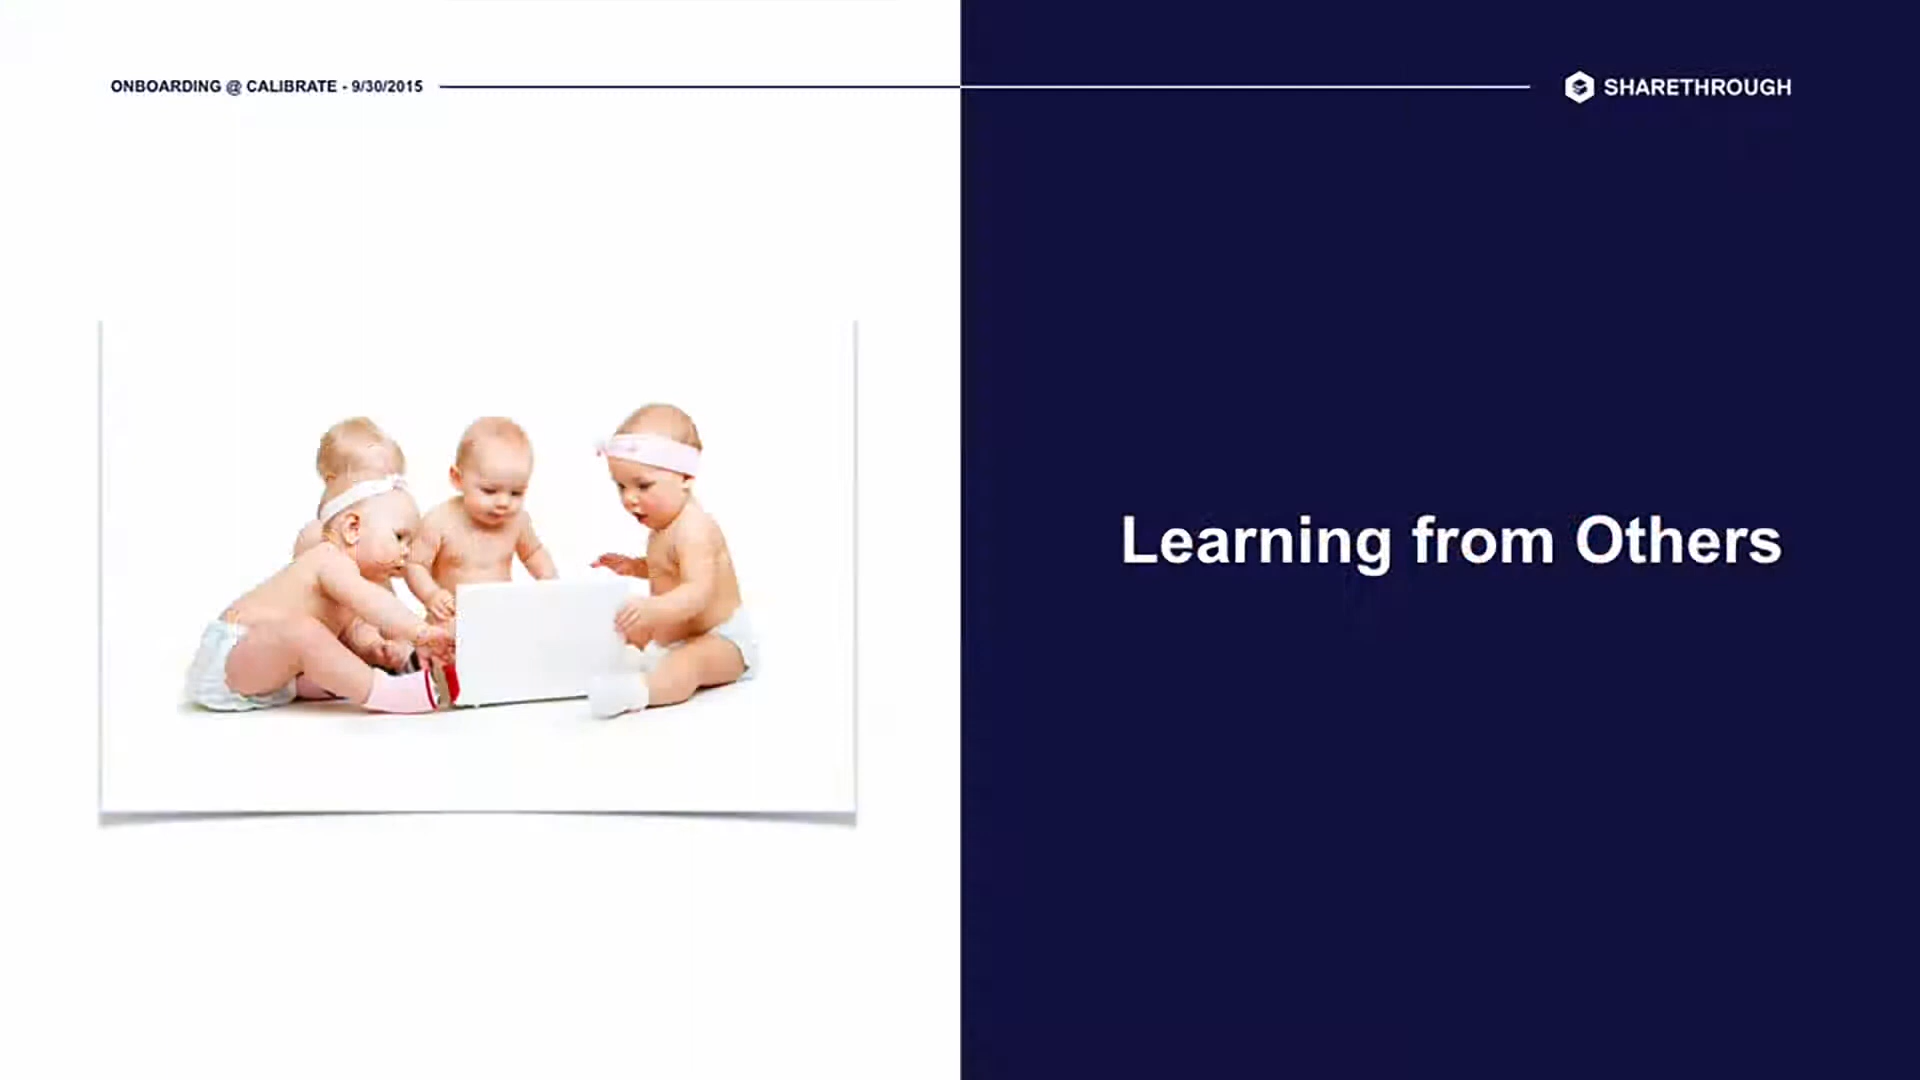 ONBOARDING @ CALIBRATE - 9/30/2015
SHARETHROUGH
Learning from Others